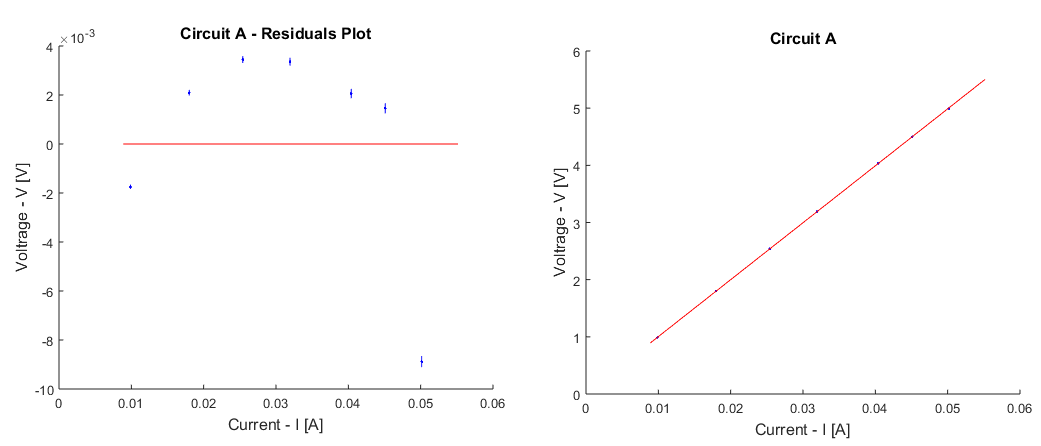 Circuit A - Residuals Plot
×10⁻³
4
2
0
-2
-4
-6
-8
-10
0 0.01 0.02 0.03 0.04 0.05 0.06
Current - I [A]
Voltrage - V [V]
Circuit A
6
5
4
3
2
1
0
0 0.01 0.02 0.03 0.04 0.05 0.06
Current - I [A]
Voltrage - V [V]